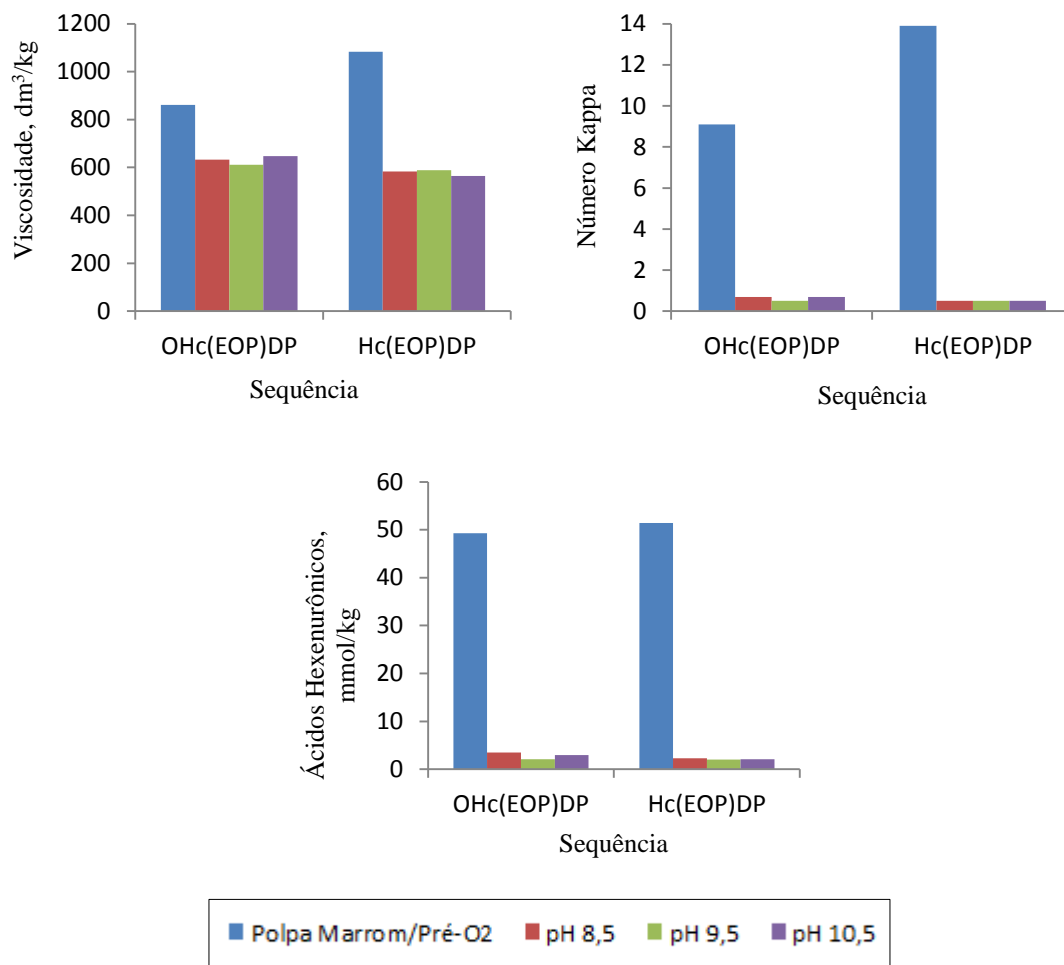 Viscosidade, dm³/kg
1200
1000
800
600
400
200
0
OHc(EOP)DP
Hc(EOP)DP
Sequência
Número Kappa
14
12
10
8
6
4
2
0
OHc(EOP)DP
Hc(EOP)DP
Sequência
Ácidos Hexenurônicos,
mmol/kg
60
50
40
30
20
10
0
OHc(EOP)DP
Hc(EOP)DP
Sequência
Polpa Marrom/Pré-O2
pH 8,5
pH 9,5
pH 10,5